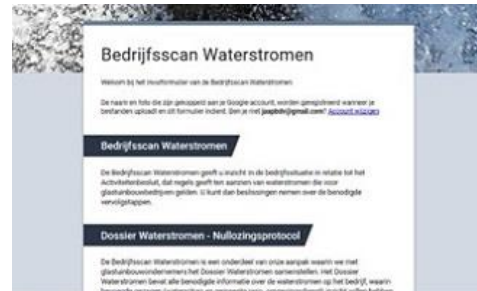 Bedrijfsscan Waterstromen
Welkom bij het invulformulier van de Bedrijfsscan Waterstromen
De naam en foto die zijn gekoppeld aan je Google-account, worden geregistreerd wanneer je
bestanden uploadt en dit formulier indient. Ben je niet Account wijzigen
Bedrijfsscan Waterstromen
De Bedrijfsscan Waterstromen geeft u inzicht in de bedrijfssituatie in relatie tot het
Activiteitenbesluit, dat regels geeft ten aanzien van waterstromen die voor
glastuinbouwbedrijven gelden. U kunt dan beslissingen nemen over de benodigde
vervolgstappen.
Dossier Waterstromen - Nullozingsprotocol
De Bedrijfsscan Waterstromen is een onderdeel van onze aanpak waarin we met
glastuinbouwondernemers het Dossier Waterstromen samenstellen. Het Dossier
Waterstromen bevat alle benodigde informatie over de waterstromen op het bedrijf, waarin